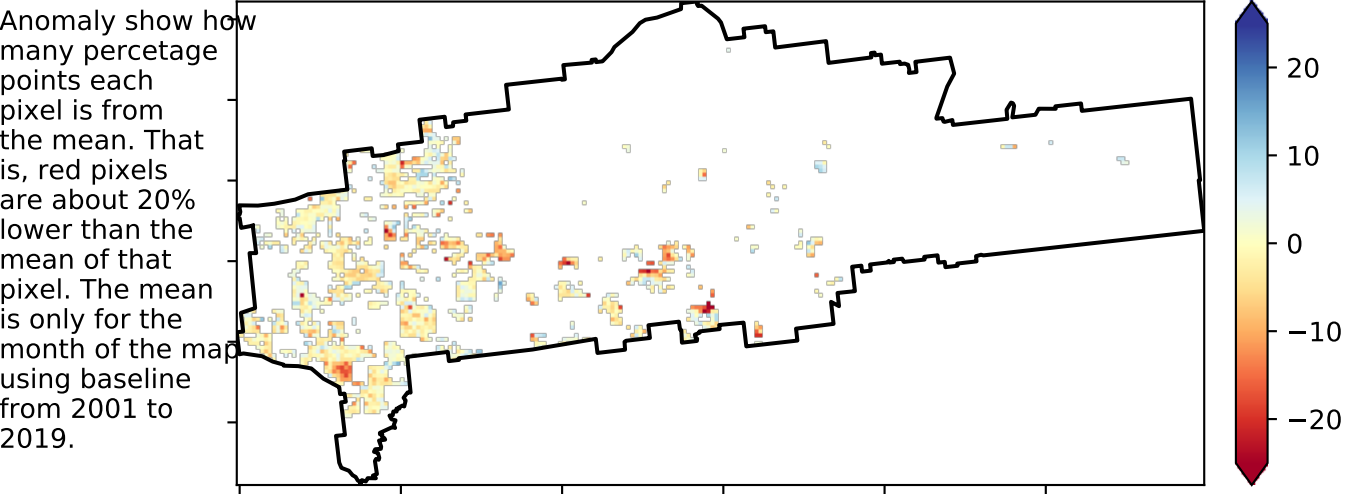 Anomaly show how
many percetage
points each
pixel is from
the mean. That
is, red pixels
are about 20%
lower than the
mean of that
pixel. The mean
is only for the
month of the map
using baseline
from 2001 to
2019.
20
10
0
−10
−20